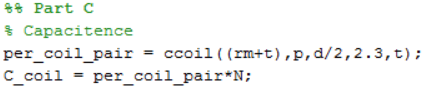 %% Part C
% Capacitence
per_coil_pair = ccoil((rm+t),p,d/2,2.3,t);
C_coil = per_coil_pair*N;